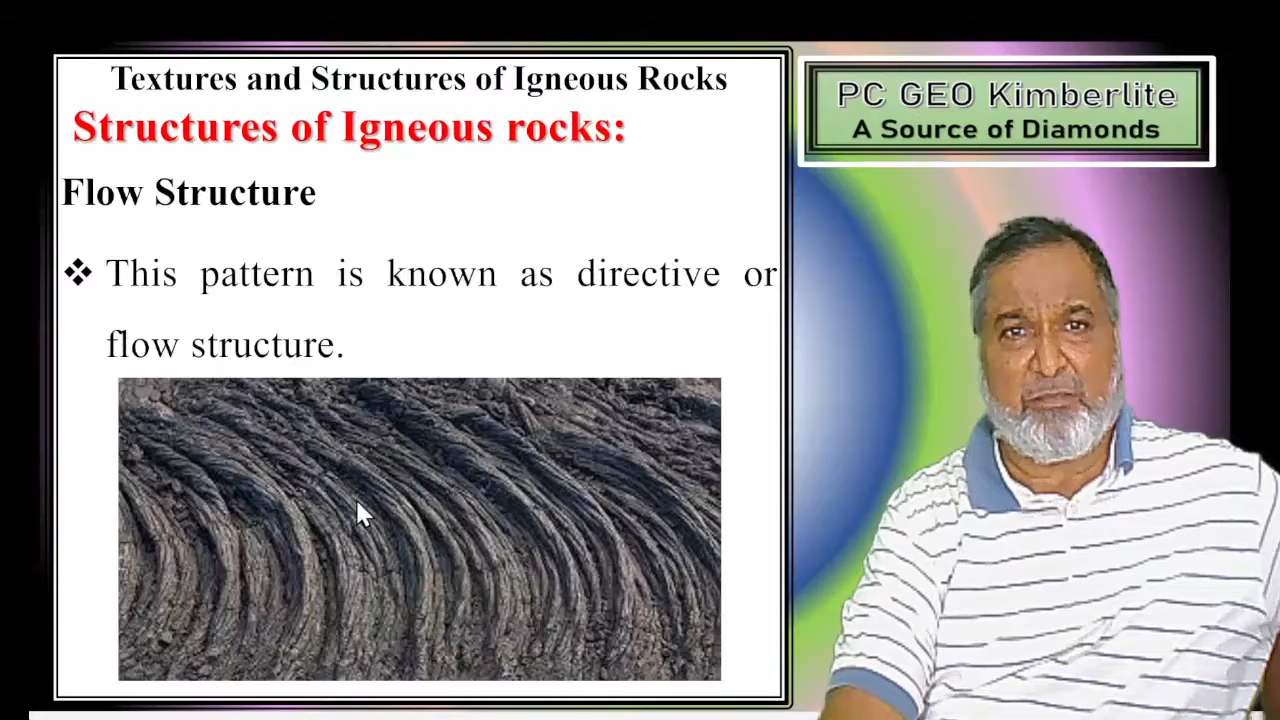 Textures and Structures of Igneous Rocks
Structures of Igneous rocks:
Flow Structure
❖ This pattern is known as directive or
flow structure.
PC GEO Kimberlite
A Source of Diamonds